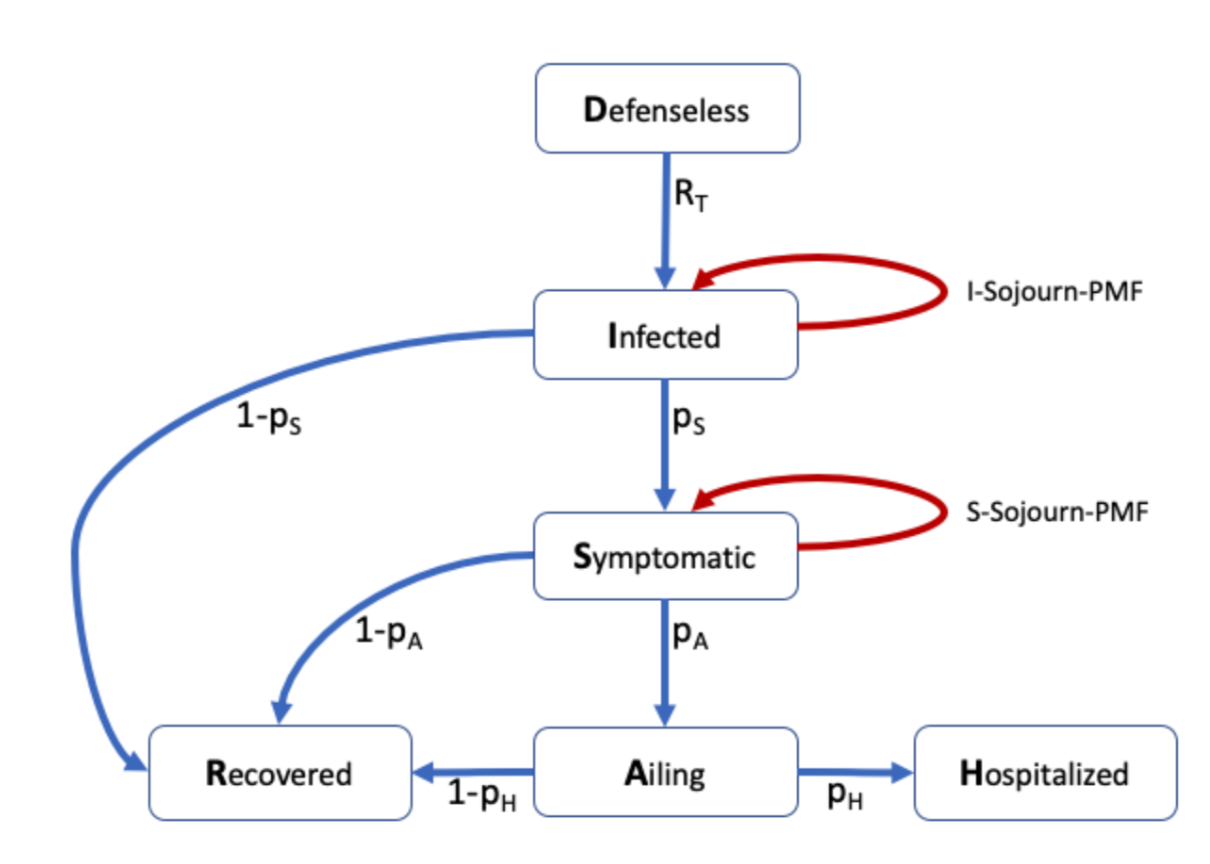 Defenseless
R_T
I-Sojourn-PMF
Infected
1-p_S
p_S
S-Sojourn-PMF
Symptomatic
1-p_A
p_A
Recovered
1-p_H
Ailing
p_H
Hospitalized